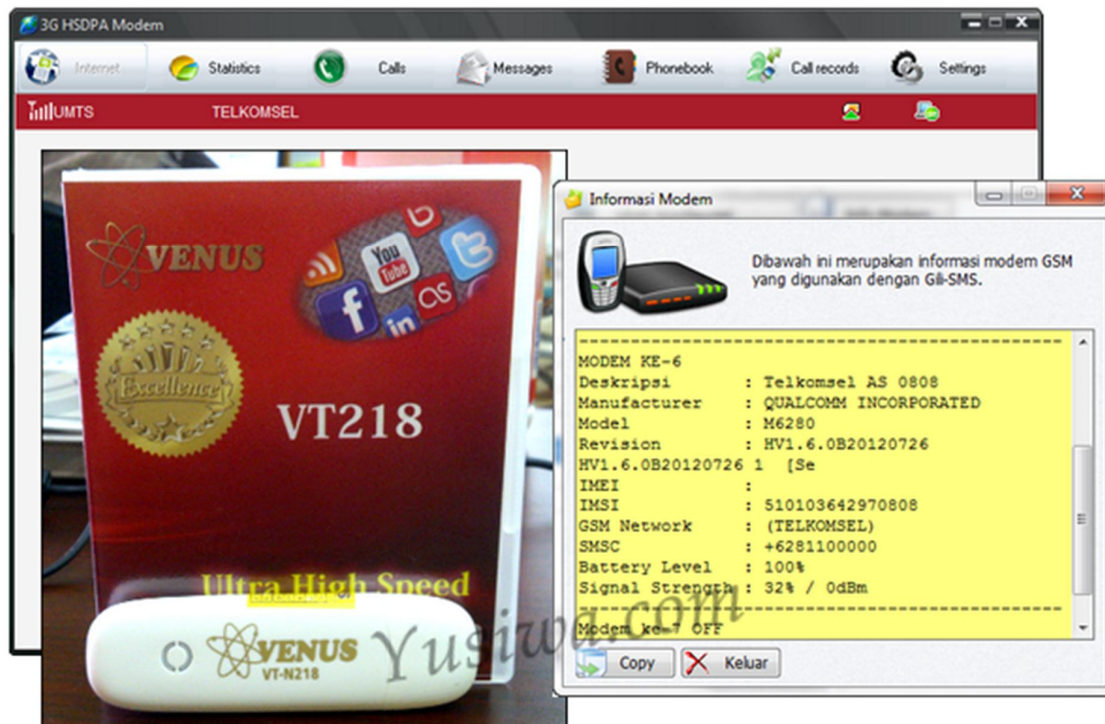 3G HSDPA Modem
Internet Statistics Calls Messages Phonebook Call records Settings
UMTS TELKOMSEL
VENUS
You
Tube
f
in
Excellence
VT218
Ultra High Speed
VENUS
VT-N218
Informasi Modem
Dibawah ini merupakan informasi modem GSM
yang digunakan dengan Gili-SMS.
MODEM KE-6
Deskripsi : Telkomsel AS 0808
Manufacturer : QUALCOMM INCORPORATED
Model : M6280
Revision : HV1.6.0B20120726
HV1.6.0B20120726 1 [Se
IMEI :
IMSI : 510103642970808
GSM Network : (TELKOMSEL)
SMSC : +6281100000
Battery Level : 100%
Signal Strength : 32% / 0dBm
Modem ke- OFF
Copy Keluar
Yusiwa.com